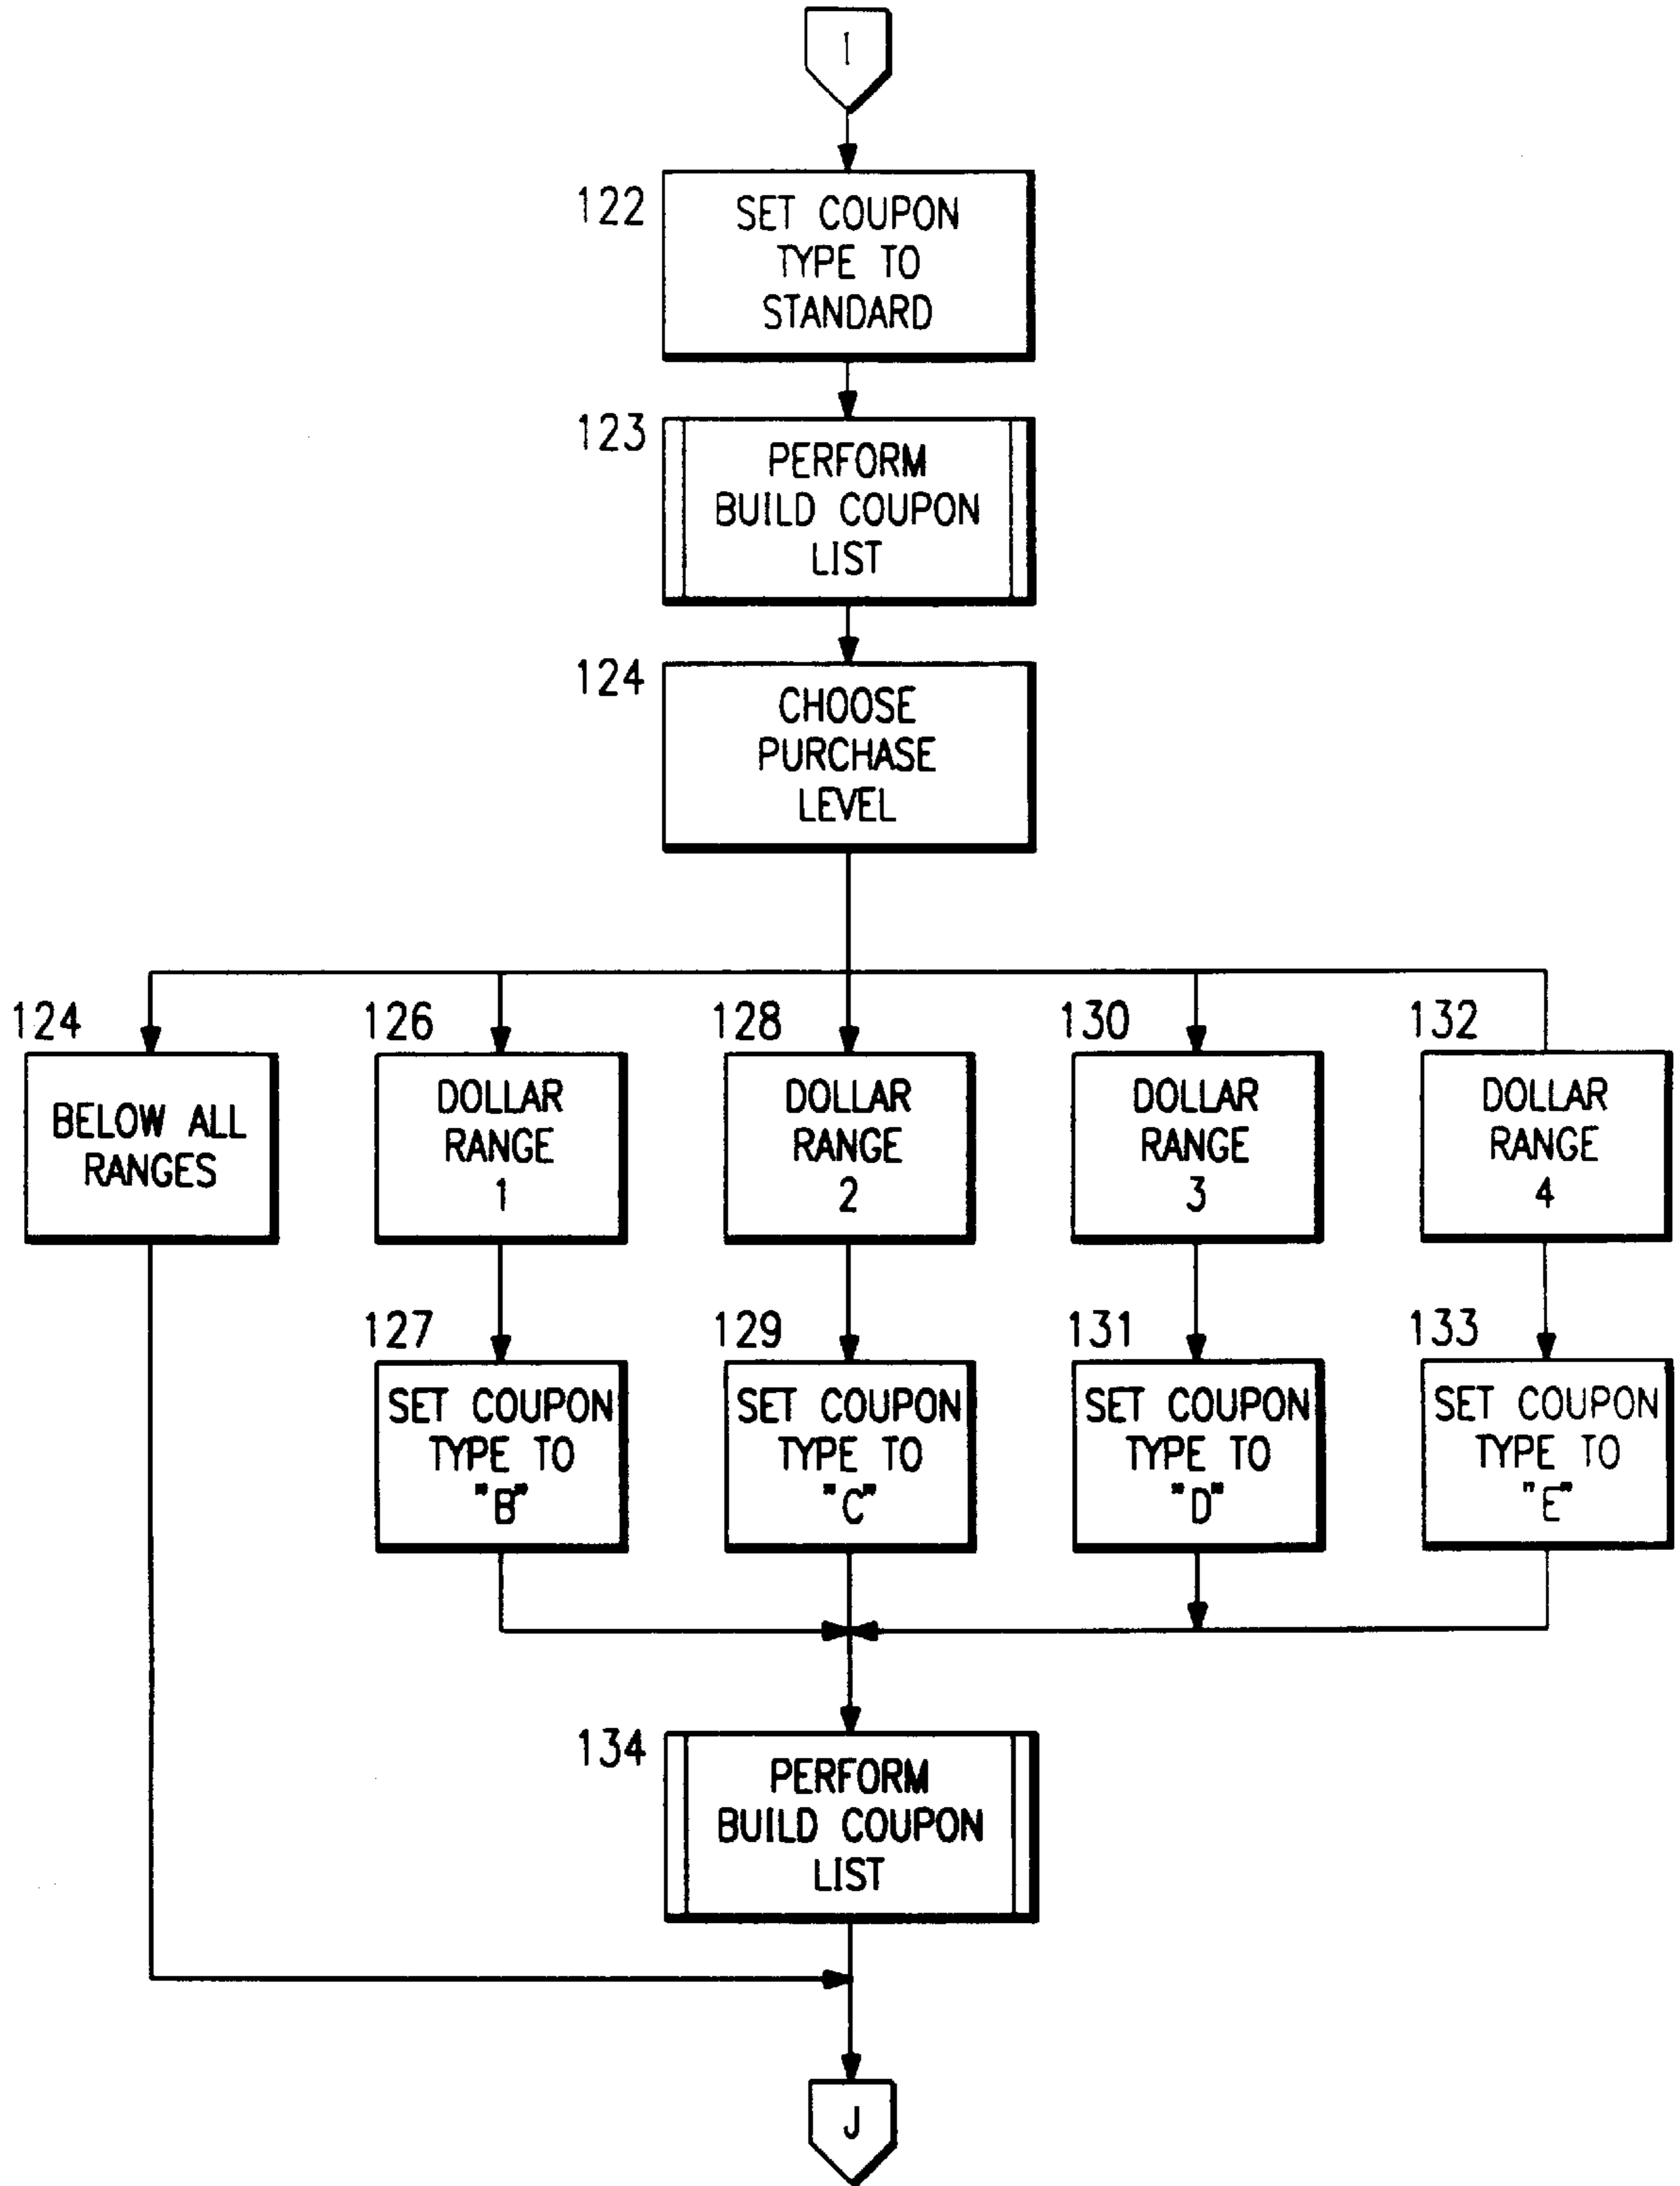 I
122
SET COUPON
TYPE TO
STANDARD
123
PERFORM
BUILD COUPON
LIST
124
CHOOSE
PURCHASE
LEVEL
124
BELOW ALL
RANGES
126
DOLLAR
RANGE
1
128
DOLLAR
RANGE
2
130
DOLLAR
RANGE
3
132
DOLLAR
RANGE
4
127
SET COUPON
TYPE TO
"B"
129
SET COUPON
TYPE TO
"C"
131
SET COUPON
TYPE TO
"D"
133
SET COUPON
TYPE TO
"E"
134
PERFORM
BUILD COUPON
LIST
J